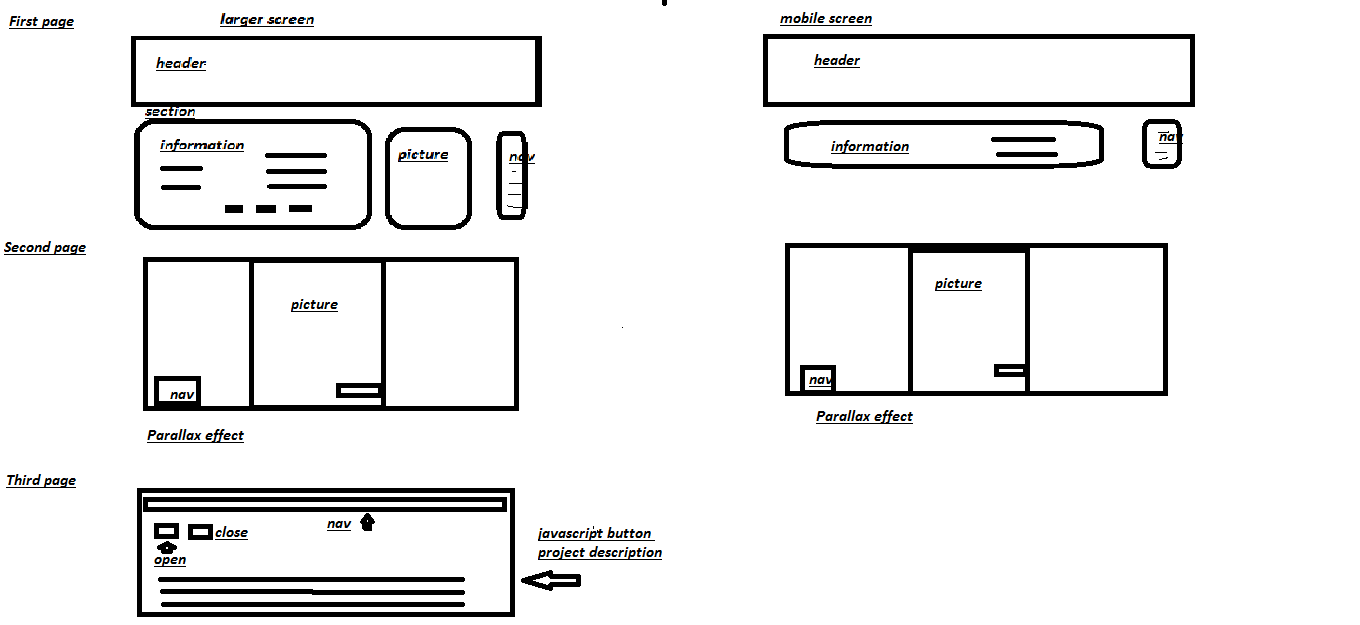 First page
larger screen
mobile screen
header
header
section
information
picture
nav
information
nav
Second page
picture
nav
picture
nav
Parallax effect
Parallax effect
Third page
nav
close
open
javascript button
project description